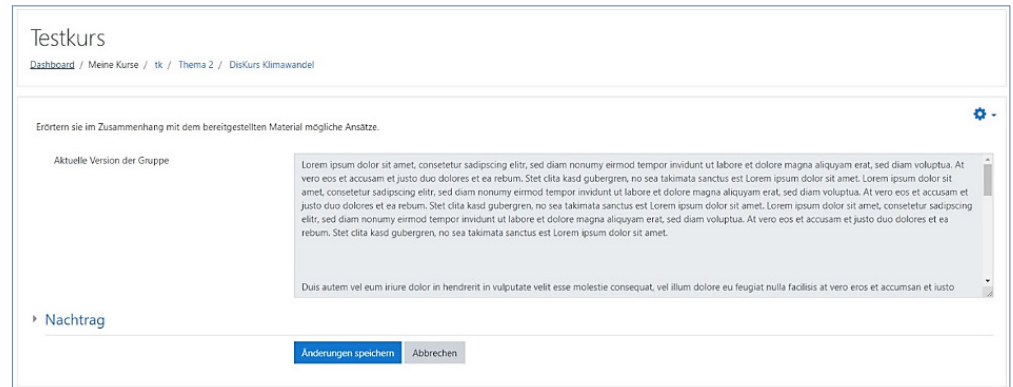 Testkurs
Dashboard / Meine Kurse / tk / Thema 2 / DisKurs Klimawandel
Erörtern sie im Zusammenhang mit dem bereitgestellten Material mögliche Ansätze.
Aktuelle Version der Gruppe
Lorem ipsum dolor sit amet, consetetur sadipscing elitr, sed diam nonumy eirmod tempor invidunt ut labore et dolore magna aliquyam erat, sed diam voluptua. At
vero eos et accusam et justo duo dolores et ea rebum. Stet clita kasd gubergren, no sea takimata sanctus est Lorem ipsum dolor sit amet. Lorem ipsum dolor sit
amet, consetetur sadipscing elitr, sed diam nonumy eirmod tempor invidunt ut labore et dolore magna aliquyam erat, sed diam voluptua. At vero eos et accusam et
justo duo dolores et ea rebum. Stet clita kasd gubergren, no sea takimata sanctus est Lorem ipsum dolor sit amet. Lorem ipsum dolor sit amet, consetetur sadipscing
elitr, sed diam nonumy eirmod tempor invidunt ut labore et dolore magna aliquyam erat, sed diam voluptua. At vero eos et accusam et justo duo dolores et ea
rebum. Stet clita kasd gubergren, no sea takimata sanctus est Lorem ipsum dolor sit amet.
Duis autem vel eum iriure dolor in hendrerit in vulputate velit esse molestie consequat, vel illum dolore eu feugiat nulla facilisis at vero eros et accumsan et iusto
Nachtrag
Änderungen speichern Abbrechen